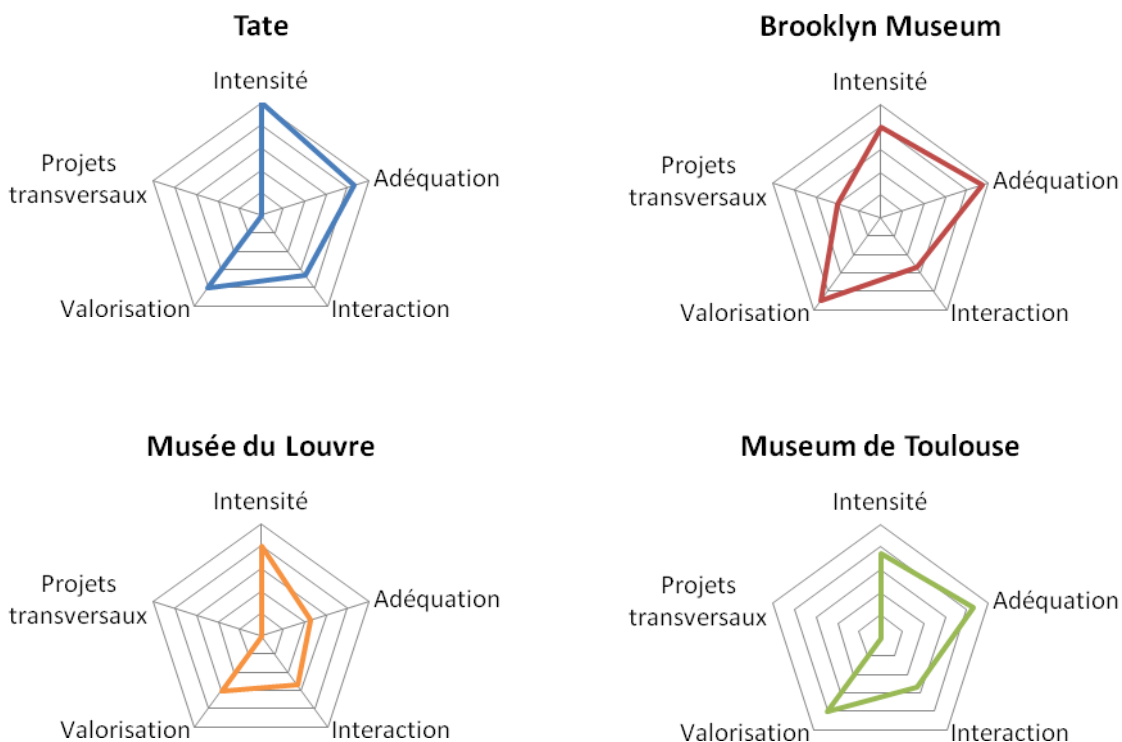 Tate
Intensité
Projets
transversaux
Adéquation
Valorisation
Interaction
Brooklyn Museum
Intensité
Projets
transversaux
Adéquation
Valorisation
Interaction
Musée du Louvre
Intensité
Projets
transversaux
Adéquation
Valorisation
Interaction
Museum de Toulouse
Intensité
Projets
transversaux
Adéquation
Valorisation
Interaction